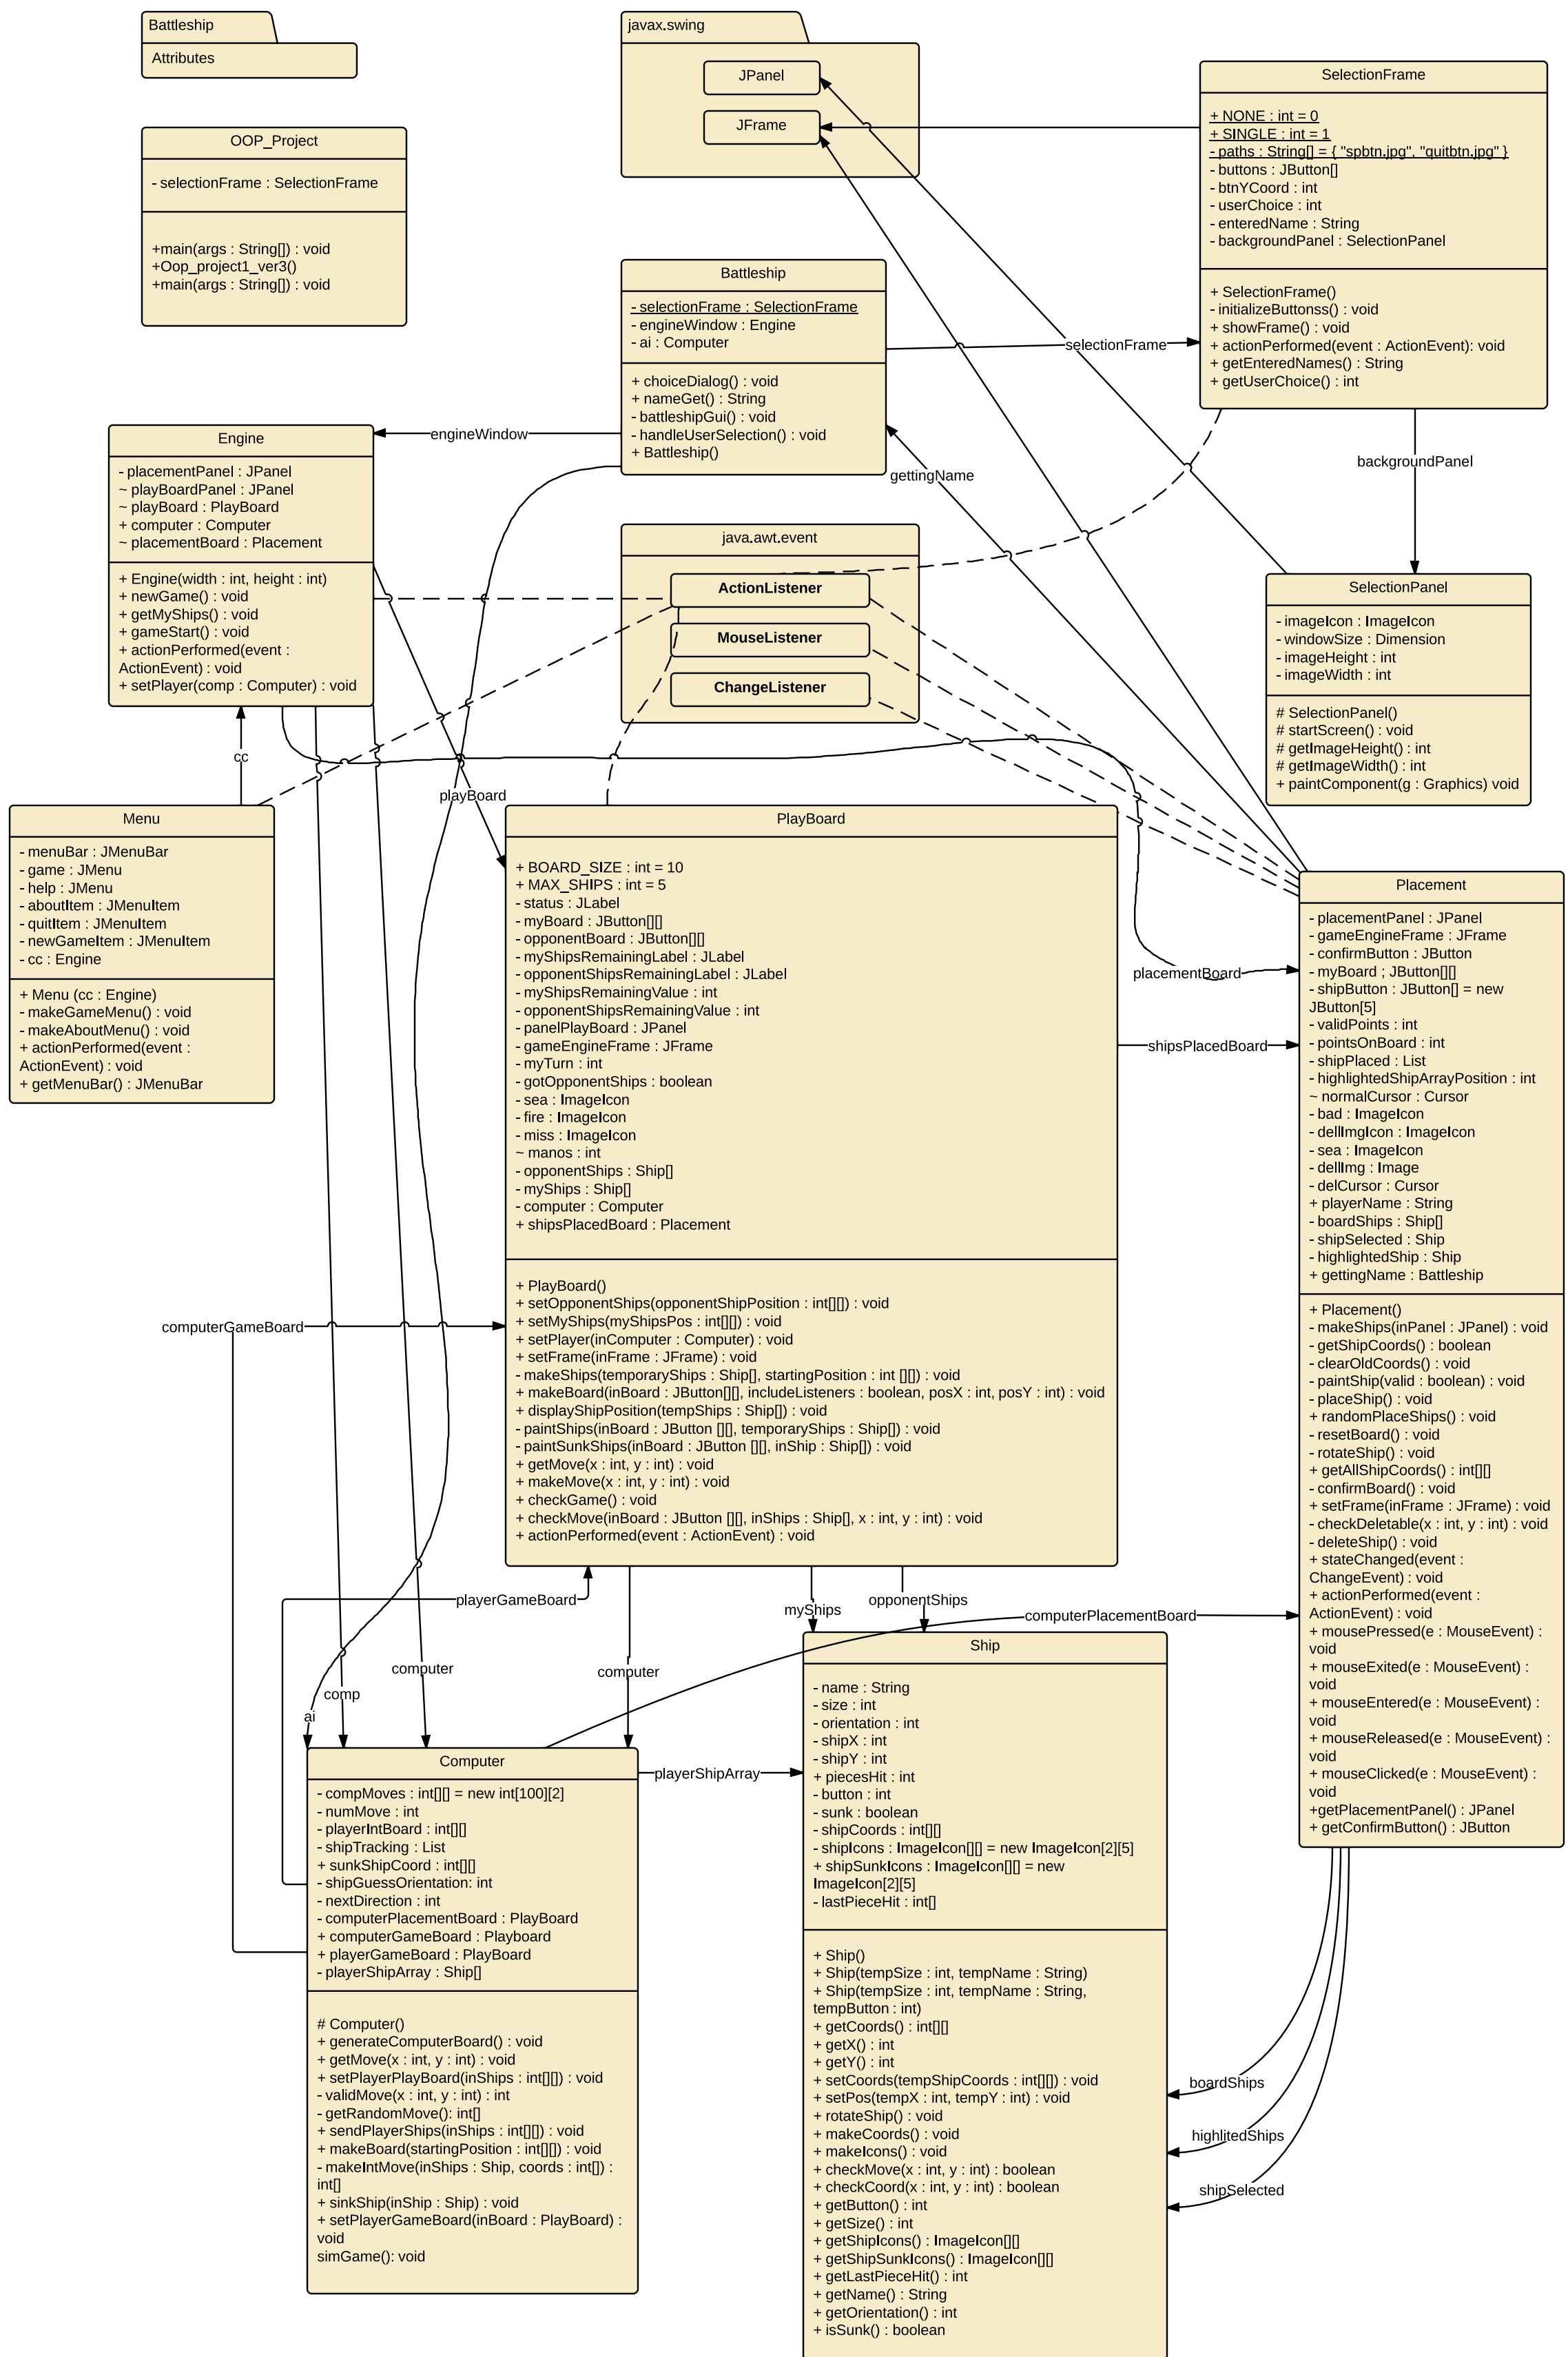 Battleship
Attributes
javax.swing
JPanel
JFrame
OOP_Project
- selectionFrame : SelectionFrame
+main(args : String[]) : void
+Oop_project1_ver3()
+main(args : String[]) : void
SelectionFrame
+ NONE : int = 0
+ SINGLE : int = 1
- paths : String[] = { "spbtn.jpg", "quitbtn.jpg" }
- buttons : JButton[]
- btnYCoord : int
- userChoice : int
- enteredName : String
- backgroundPanel : SelectionPanel
+ SelectionFrame()
- initializeButtonss() : void
+ showFrame() : void
+ actionPerformed(event : ActionEvent): void
+ getEnteredNames() : String
+ getUserChoice() : int
Battleship
- selectionFrame : SelectionFrame
- engineWindow : Engine
- ai : Computer
+ choiceDialog() : void
+ nameGet() : String
- battleshipGui() : void
- handleUserSelection() : void
+ Battleship()
selectionFrame
engineWindow
gettingName
backgroundPanel
Engine
- placementPanel : JPanel
~ playBoardPanel : JPanel
~ playBoard : PlayBoard
+ computer : Computer
~ placementBoard : Placement
+ Engine(width : int, height : int)
+ newGame() : void
+ getMyShips() : void
+ gameStart() : void
+ actionPerformed(event :
ActionEvent) : void
+ setPlayer(comp : Computer) : void
java.awt.event
ActionListener
MouseListener
ChangeListener
SelectionPanel
- imageIcon : ImageIcon
- windowSize : Dimension
- imageHeight : int
- imageWidth : int
# SelectionPanel()
# startScreen() : void
# getImageHeight() : int
# getImageWidth() : int
+ paintComponent(g : Graphics) void
cc
playBoard
Menu
- menuBar : JMenuBar
- game : JMenu
- help : JMenu
- aboutItem : JMenuItem
- quitItem : JMenuItem
- newGameItem : JMenuItem
- cc : Engine
+ Menu (cc : Engine)
- makeGameMenu() : void
- makeAboutMenu() : void
+ actionPerformed(event :
ActionEvent) : void
+ getMenuBar() : JMenuBar
PlayBoard
+ BOARD_SIZE : int = 10
+ MAX_SHIPS : int = 5
- status : JLabel
- myBoard : JButton[][]
- opponentBoard : JButton[][]
- myShipsRemainingLabel : JLabel
- opponentShipsRemainingLabel : JLabel
- myShipsRemainingValue : int
- opponentShipsRemainingValue : int
- panelPlayBoard : JPanel
- gameEngineFrame : JFrame
- myTurn : int
- gotOpponentShips : boolean
- sea : ImageIcon
- fire : ImageIcon
- miss : ImageIcon
~ manos : int
- opponentShips : Ship[]
- myShips : Ship[]
- computer : Computer
+ shipsPlacedBoard : Placement
+ PlayBoard()
+ setOpponentShips(opponentShipPosition : int[][]) : void
+ setMyShips(myShipsPos : int[][]) : void
+ setPlayer(inComputer : Computer) : void
+ setFrame(inFrame : JFrame) : void
- makeShips(temporaryShips : Ship[], startingPosition : int [][]) : void
+ makeBoard(inBoard : JButton[][], includeListeners : boolean, posX : int, posY : int) : void
+ displayShipPosition(tempShips : Ship[]) : void
- paintShips(inBoard : JButton [][], temporaryShips : Ship[]) : void
- paintSunkShips(inBoard : JButton [][], inShip : Ship[]) : void
+ getMove(x : int, y : int) : void
+ makeMove(x : int, y : int) : void
+ checkGame() : void
+ checkMove(inBoard : JButton [][], inShips : Ship[], x : int, y : int) : void
+ actionPerformed(event : ActionEvent) : void
placementBoard
shipsPlacedBoard
Placement
- placementPanel : JPanel
- gameEngineFrame : JFrame
- confirmButton : JButton
- myBoard ; JButton[][]
- shipButton : JButton[] = new
JButton[5]
- validPoints : int
- pointsOnBoard : int
- shipPlaced : List
- highlightedShipArrayPosition : int
~ normalCursor : Cursor
- bad : ImageIcon
- dellImgIcon : ImageIcon
- sea : ImageIcon
- dellImg : Image
- delCursor : Cursor
+ playerName : String
- boardShips : Ship[]
- shipSelected : Ship
- highlightedShip : Ship
+ gettingName : Battleship
+ Placement()
- makeShips(inPanel : JPanel) : void
- getShipCoords() : boolean
- clearOldCoords() : void
- paintShip(valid : boolean) : void
- placeShip() : void
+ randomPlaceShips() : void
- resetBoard() : void
- rotateShip() : void
+ getAllShipCoords() : int[][]
- confirmBoard() : void
+ setFrame(inFrame : JFrame) : void
- checkDeletable(x : int, y : int) : void
- deleteShip() : void
+ stateChanged(event :
ChangeEvent) : void
+ actionPerformed(event :
ActionEvent) : void
+ mousePressed(e : MouseEvent) :
void
+ mouseExited(e : MouseEvent) :
void
+ mouseEntered(e : MouseEvent) :
void
+ mouseReleased(e : MouseEvent) :
void
+ mouseClicked(e : MouseEvent) :
void
+getPlacementPanel() : JPanel
+ getConfirmButton() : JButton
computerGameBoard
playerGameBoard
myShips
opponentShips
computerPlacementBoard
computer
computer
comp
ai
playerShipArray
Computer
- compMoves : int[][] = new int[100][2]
- numMove : int
- playerIntBoard : int[][]
- shipTracking : List
+ sunkShipCoord : int[][]
- shipGuessOrientation: int
- nextDirection : int
- computerPlacementBoard : PlayBoard
+ computerGameBoard : Playboard
+ playerGameBoard : PlayBoard
- playerShipArray : Ship[]
# Computer()
+ generateComputerBoard() : void
+ getMove(x : int, y : int) : void
+ setPlayerPlayBoard(inShips : int[][]) : void
- validMove(x : int, y : int) : int
- getRandomMove(): int[]
+ sendPlayerShips(inShips : int[][]) : void
+ makeBoard(startingPosition : int[][]) : void
- makeIntMove(inShips : Ship, coords : int[]) :
int[]
+ sinkShip(inShip : Ship) : void
+ setPlayerGameBoard(inBoard : PlayBoard) :
void
simGame(): void
Ship
- name : String
- size : int
- orientation : int
- shipX : int
- shipY : int
+ piecesHit : int
- button : int
- sunk : boolean
- shipCoords : int[][]
- shipIcons : ImageIcon[][] = new ImageIcon[2][5]
+ shipSunkIcons : ImageIcon[][] = new
ImageIcon[2][5]
- lastPieceHit : int[]
+ Ship()
+ Ship(tempSize : int, tempName : String)
+ Ship(tempSize : int, tempName : String,
tempButton : int)
+ getCoords() : int[][]
+ getX() : int
+ getY() : int
+ setCoords(tempShipCoords : int[][]) : void
+ setPos(tempX : int, tempY : int) : void
+ rotateShip() : void
+ makeCoords() : void
+ makeIcons() : void
+ checkMove(x : int, y : int) : boolean
+ checkCoord(x : int, y : int) : boolean
+ getButton() : int
+ getSize() : int
+ getShipIcons() : ImageIcon[][]
+ getShipSunkIcons() : ImageIcon[][]
+ getLastPieceHit() : int
+ getName() : String
+ getOrientation() : int
+ isSunk() : boolean
boardShips
highlitedShips
shipSelected